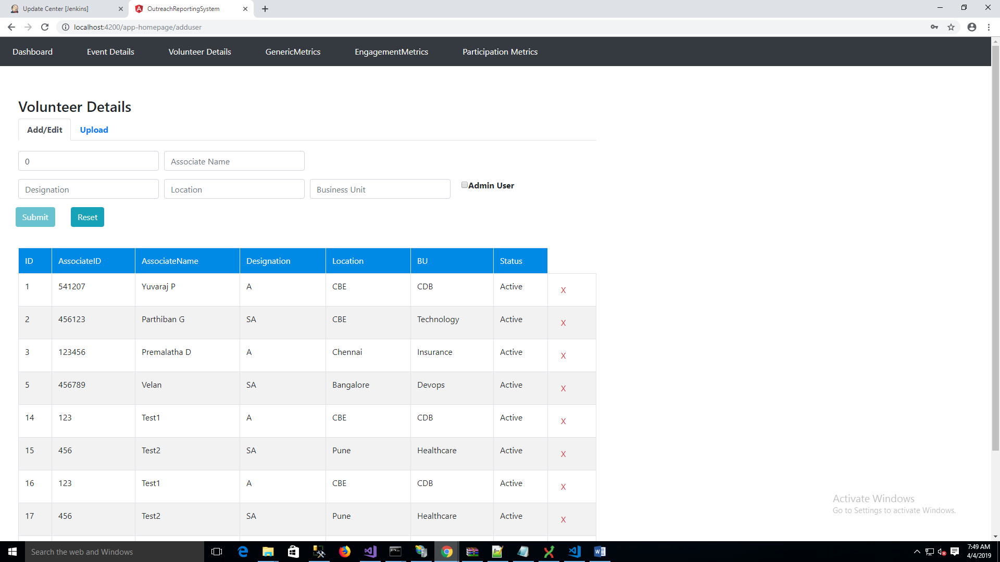 Update Center [Jenkins]
OutreachReportingSystem
localhost:4200/app-homepage/adduser
Dashboard Event Details Volunteer Details GenericMetrics EngagementMetrics Participation Metrics
Volunteer Details
Add/Edit Upload
0 Associate Name
Designation Location Business Unit Admin User
Submit Reset
ID AssociateID AssociateName Designation Location BU Status
1 541207 Yuvaraj P A CBE CDB Active X
2 456123 Parthiban G SA CBE Technology Active X
3 123456 Premalatha D A Chennai Insurance Active X
5 456789 Velan SA Bangalore Devops Active X
14 123 Test1 A CBE CDB Active X
15 456 Test2 SA Pune Healthcare Active X
16 123 Test1 A CBE CDB Active X
17 456 Test2 SA Pune Healthcare Active X
Activate Windows
Go to Settings to activate Windows.
Search the web and Windows
7:49 AM
4/4/2019